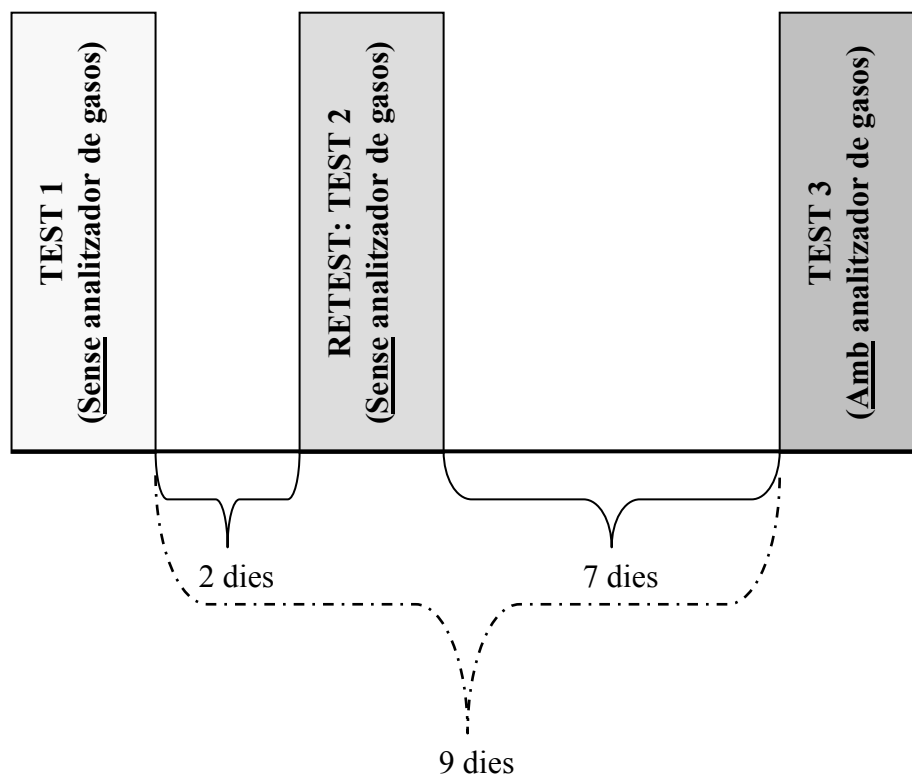 TEST 1
(Sense analitzador de gasos)
RETEST: TEST 2
(Sense analitzador de gasos)
TEST 3
(Amb analitzador de gasos)
2 dies
7 dies
9 dies